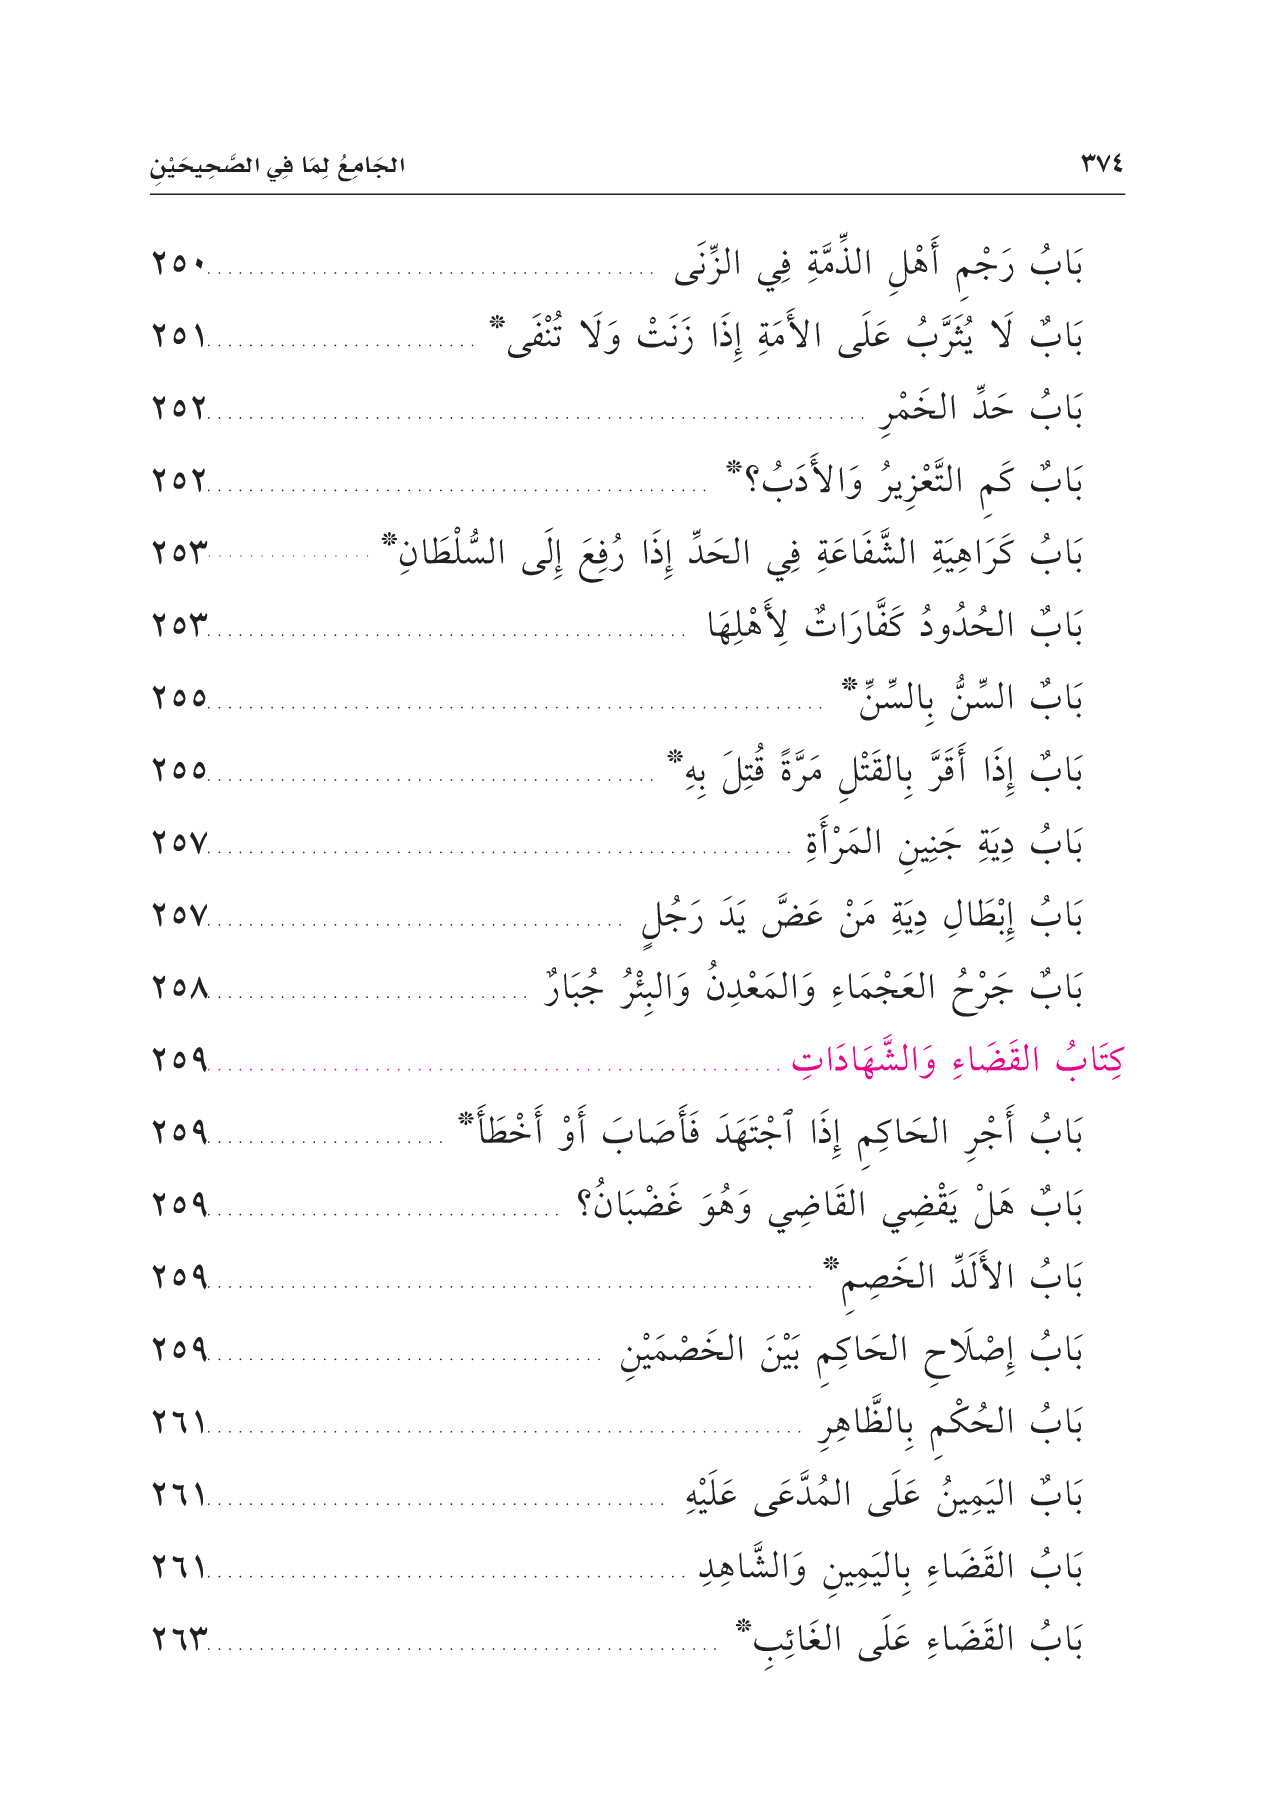 ٣٧٤ الجَامِعُ لِمَا فِي الصَّحِيحَيْنِ
بَابُ رَجْمِ أَهْلِ الذِّمَّةِ فِي الزِّنَى ........ ٢٥٠
بَابٌ لَا يُثَرَّبُ عَلَى الأَمَةِ إِذَا زَنَتْ وَلَا تُنْفَى* ........ ٢٥١
بَابُ حَدِّ الخَمْرِ ........ ٢٥٢
بَابٌ كَمِ التَّعْزِيرُ وَالأَدَبُ؟* ........ ٢٥٢
بَابُ كَرَاهِيَةِ الشَّفَاعَةِ فِي الحَدِّ إِذَا رُفِعَ إِلَى السُّلْطَانِ* ........ ٢٥٣
بَابٌ الحُدُودُ كَفَّارَاتٌ لِأَهْلِهَا ........ ٢٥٣
بَابٌ السِّنُّ بِالسِّنِّ* ........ ٢٥٥
بَابٌ إِذَا أَقَرَّ بِالقَتْلِ مَرَّةً قُتِلَ بِهِ* ........ ٢٥٥
بَابُ دِيَةِ جَنِينِ المَرْأَةِ ........ ٢٥٧
بَابُ إِبْطَالِ دِيَةِ مَنْ عَضَّ يَدَ رَجُلٍ ........ ٢٥٧
بَابٌ جَرْحُ العَجْمَاءِ وَالمَعْدِنُ وَالبِئْرُ جُبَارٌ ........ ٢٥٨
كِتَابُ القَضَاءِ وَالشَّهَادَاتِ ........ ٢٥٩
بَابُ أَجْرِ الحَاكِمِ إِذَا ٱجْتَهَدَ فَأَصَابَ أَوْ أَخْطَأَ* ........ ٢٥٩
بَابٌ هَلْ يَقْضِي القَاضِي وَهُوَ غَضْبَانُ؟ ........ ٢٥٩
بَابُ الأَلَدِّ الخَصِمِ* ........ ٢٥٩
بَابُ إِصْلَاحِ الحَاكِمِ بَيْنَ الخَصْمَيْنِ ........ ٢٥٩
بَابُ الحُكْمِ بِالظَّاهِرِ ........ ٢٦١
بَابٌ اليَمِينُ عَلَى المُدَّعَى عَلَيْهِ ........ ٢٦١
بَابُ القَضَاءِ بِاليَمِينِ وَالشَّاهِدِ ........ ٢٦١
بَابُ القَضَاءِ عَلَى الغَائِبِ* ........ ٢٦٣